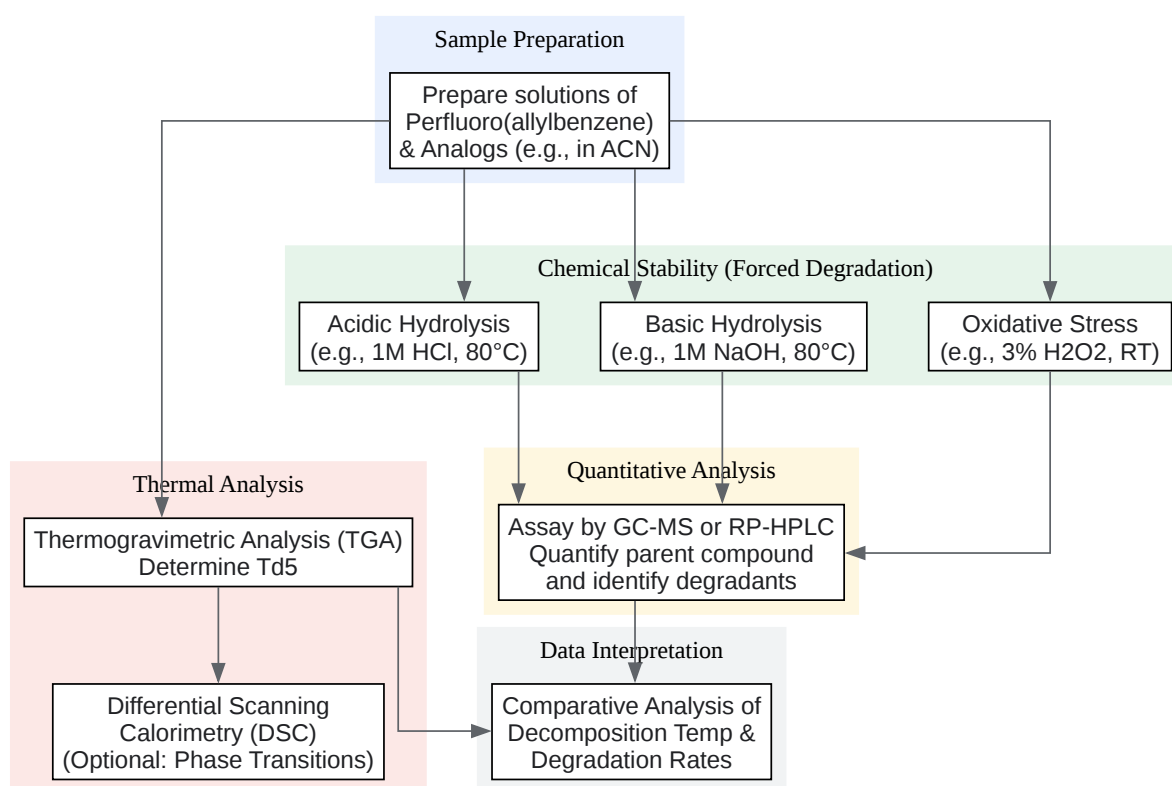 Sample Preparation
Prepare solutions of
Perfluoro(allylbenzene)
& Analogs (e.g., in ACN)
Chemical Stability (Forced Degradation)
Acidic Hydrolysis
(e.g., 1M HCl, 80°C)
Basic Hydrolysis
(e.g., 1M NaOH, 80°C)
Oxidative Stress
(e.g., 3% H2O2, RT)
Thermal Analysis
Thermogravimetric Analysis (TGA)
Determine Td5
Differential Scanning
Calorimetry (DSC)
(Optional: Phase Transitions)
Quantitative Analysis
Assay by GC-MS or RP-HPLC
Quantify parent compound
and identify degradants
Data Interpretation
Comparative Analysis of
Decomposition Temp &
Degradation Rates